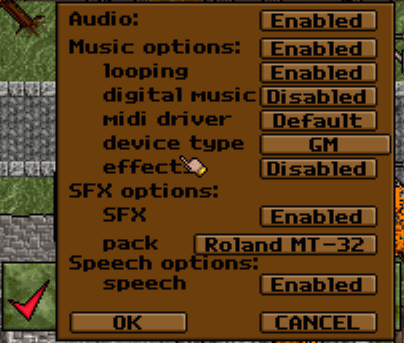 Audio: Enabled
Music options: Enabled
looping Enabled
digital music Disabled
midi driver Default
device type GM
effects Disabled
SFX options:
SFX Enabled
pack Roland MT-32
Speech options:
speech Enabled
OK CANCEL